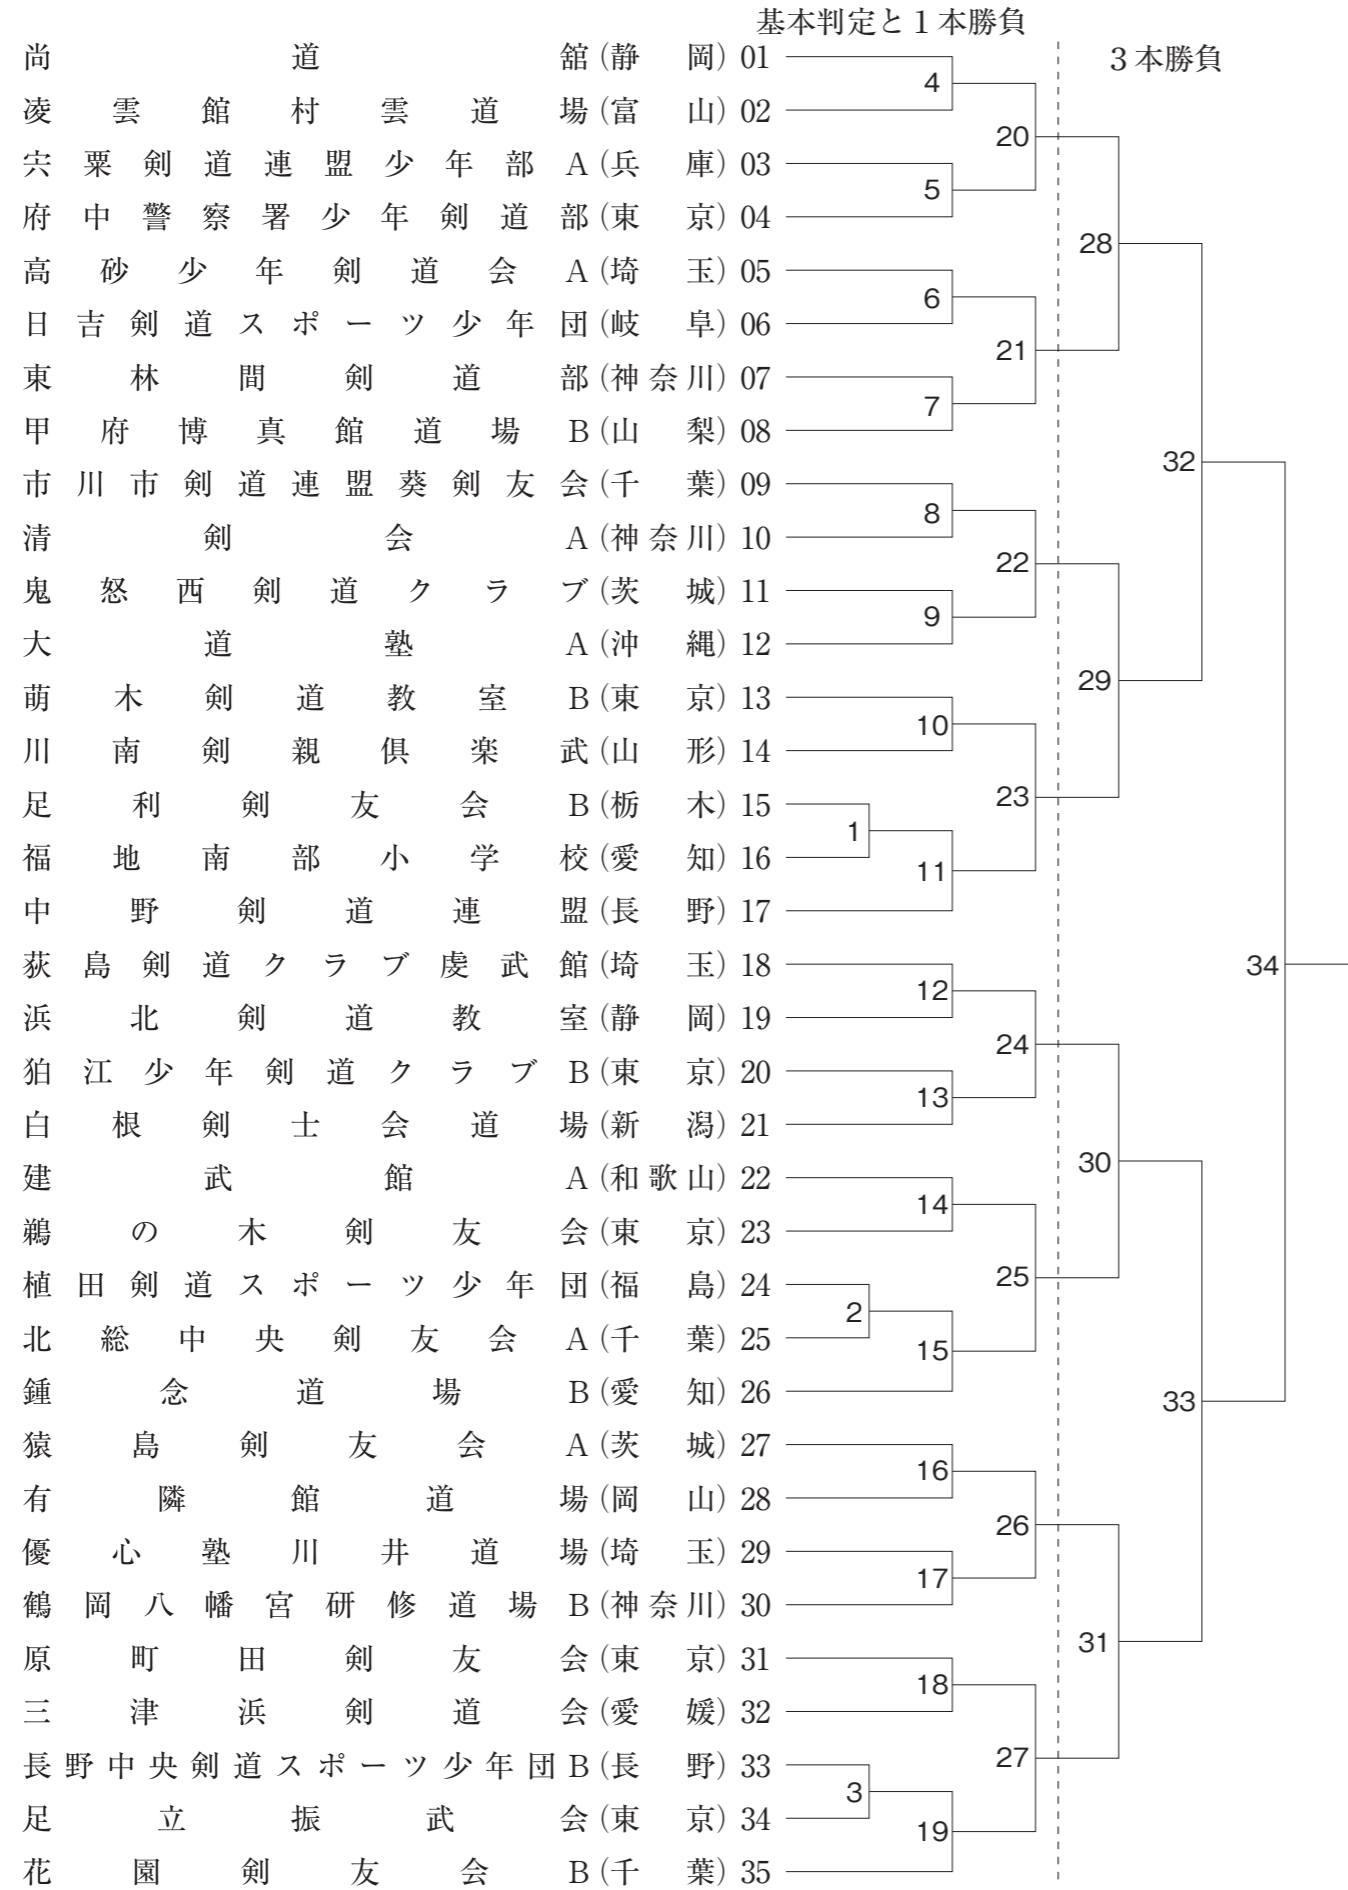 基本判定と1本勝負
3本勝負
尚道舘(静岡)01
凌雲館村雲道場(富山)02
宍粟剣道連盟少年部A(兵庫)03
府中警察署少年剣道部(東京)04
高砂少年剣道会A(埼玉)05
日吉剣道スポーツ少年団(岐阜)06
東林間剣道部(神奈川)07
甲府博真館道場B(山梨)08
市川市剣道連盟葵剣友会(千葉)09
清剣会A(神奈川)10
鬼怒西剣道クラブ(茨城)11
大道塾A(沖縄)12
萌木剣道教室B(東京)13
川南剣親倶楽武(山形)14
足利剣友会B(栃木)15
福地南部小学校(愛知)16
中野剣道連盟(長野)17
荻島剣道クラブ虔武館(埼玉)18
浜北剣道教室(静岡)19
狛江少年剣道クラブB(東京)20
白根剣士会道場(新潟)21
建武館A(和歌山)22
鵜の木剣友会(東京)23
植田剣道スポーツ少年団(福島)24
北総中央剣友会A(千葉)25
錬念道場B(愛知)26
猿島剣友会A(茨城)27
有隣館道場(岡山)28
優心塾川井道場(埼玉)29
鶴岡八幡宮研修道場B(神奈川)30
原町田剣友会(東京)31
三津浜剣道会(愛媛)32
長野中央剣道スポーツ少年団B(長野)33
足立振武会(東京)34
花園剣友会B(千葉)35
1
2
3
4
5
6
7
8
9
10
11
12
13
14
15
16
17
18
19
20
21
22
23
24
25
26
27
28
29
30
31
32
33
34